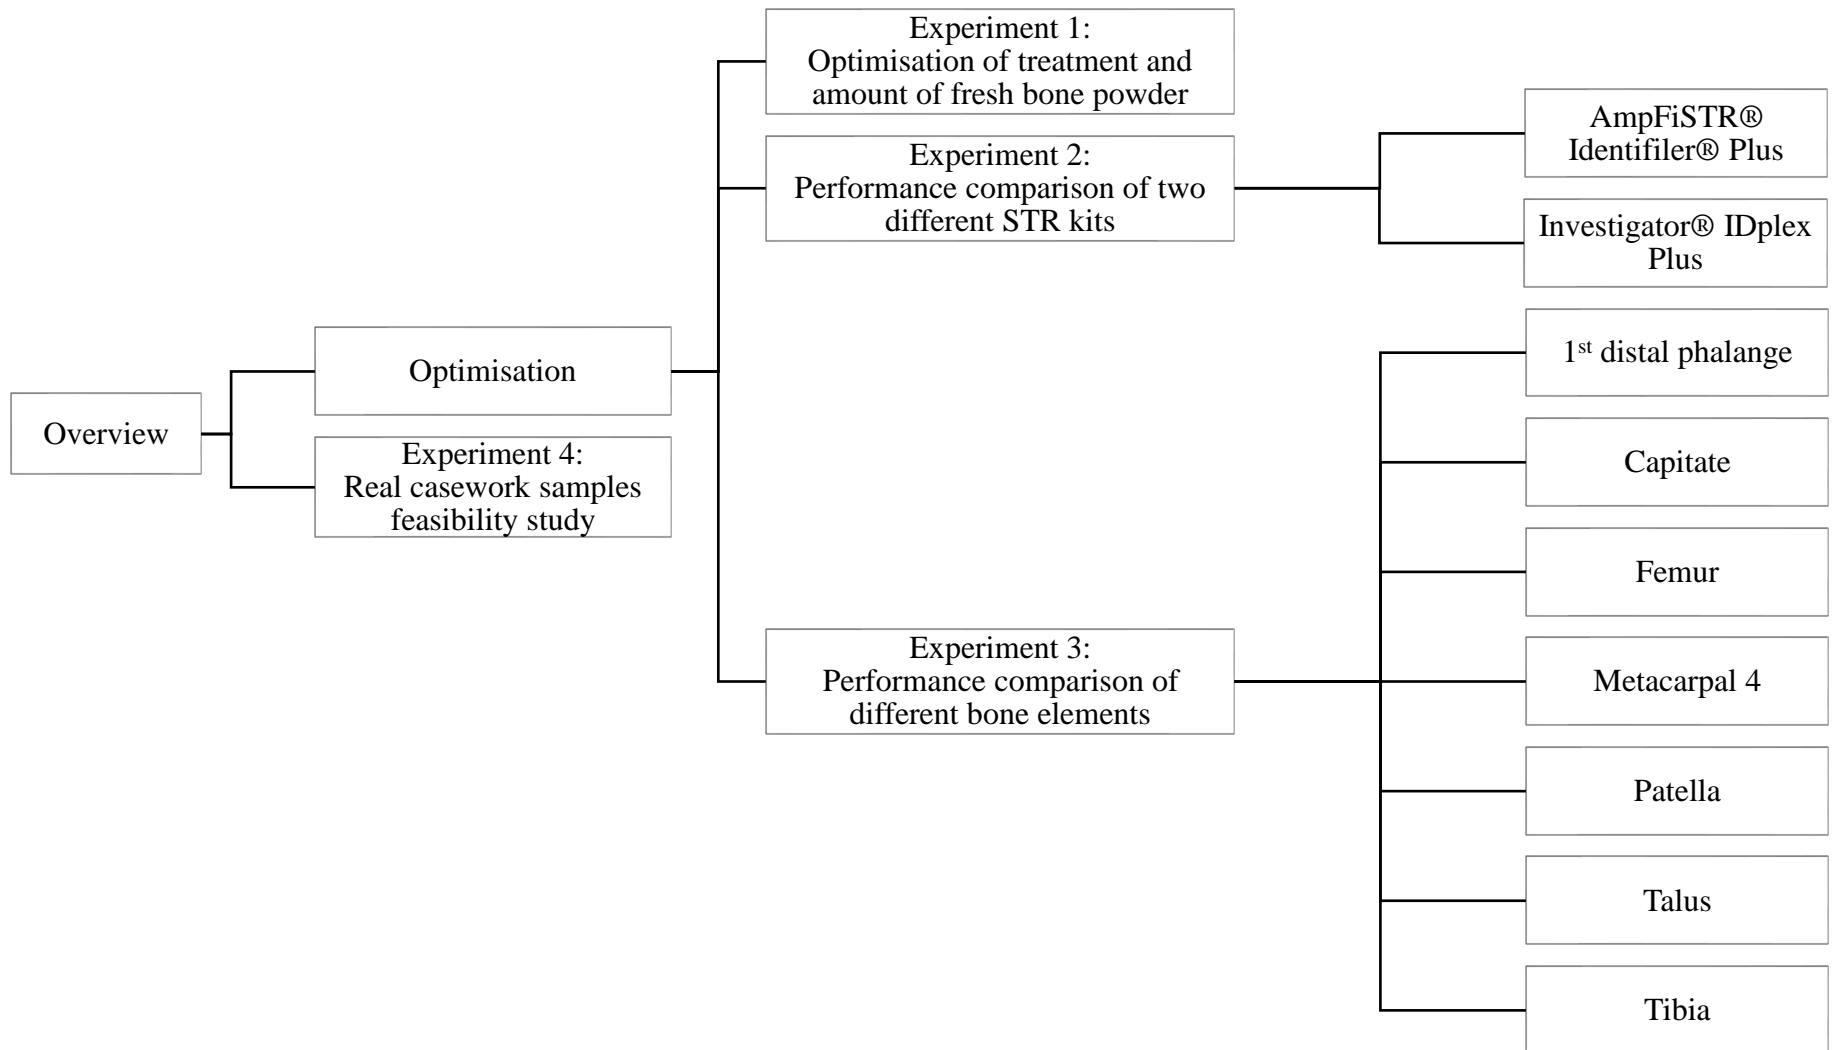 Overview
Optimisation
Experiment 4:
Real casework samples
feasibility study
Experiment 1:
Optimisation of treatment and
amount of fresh bone powder
Experiment 2:
Performance comparison of two
different STR kits
Experiment 3:
Performance comparison of
different bone elements
AmpFiSTR®
Identifiler® Plus
Investigator® IDplex
Plus
1st distal phalange
Capitate
Femur
Metacarpal 4
Patella
Talus
Tibia